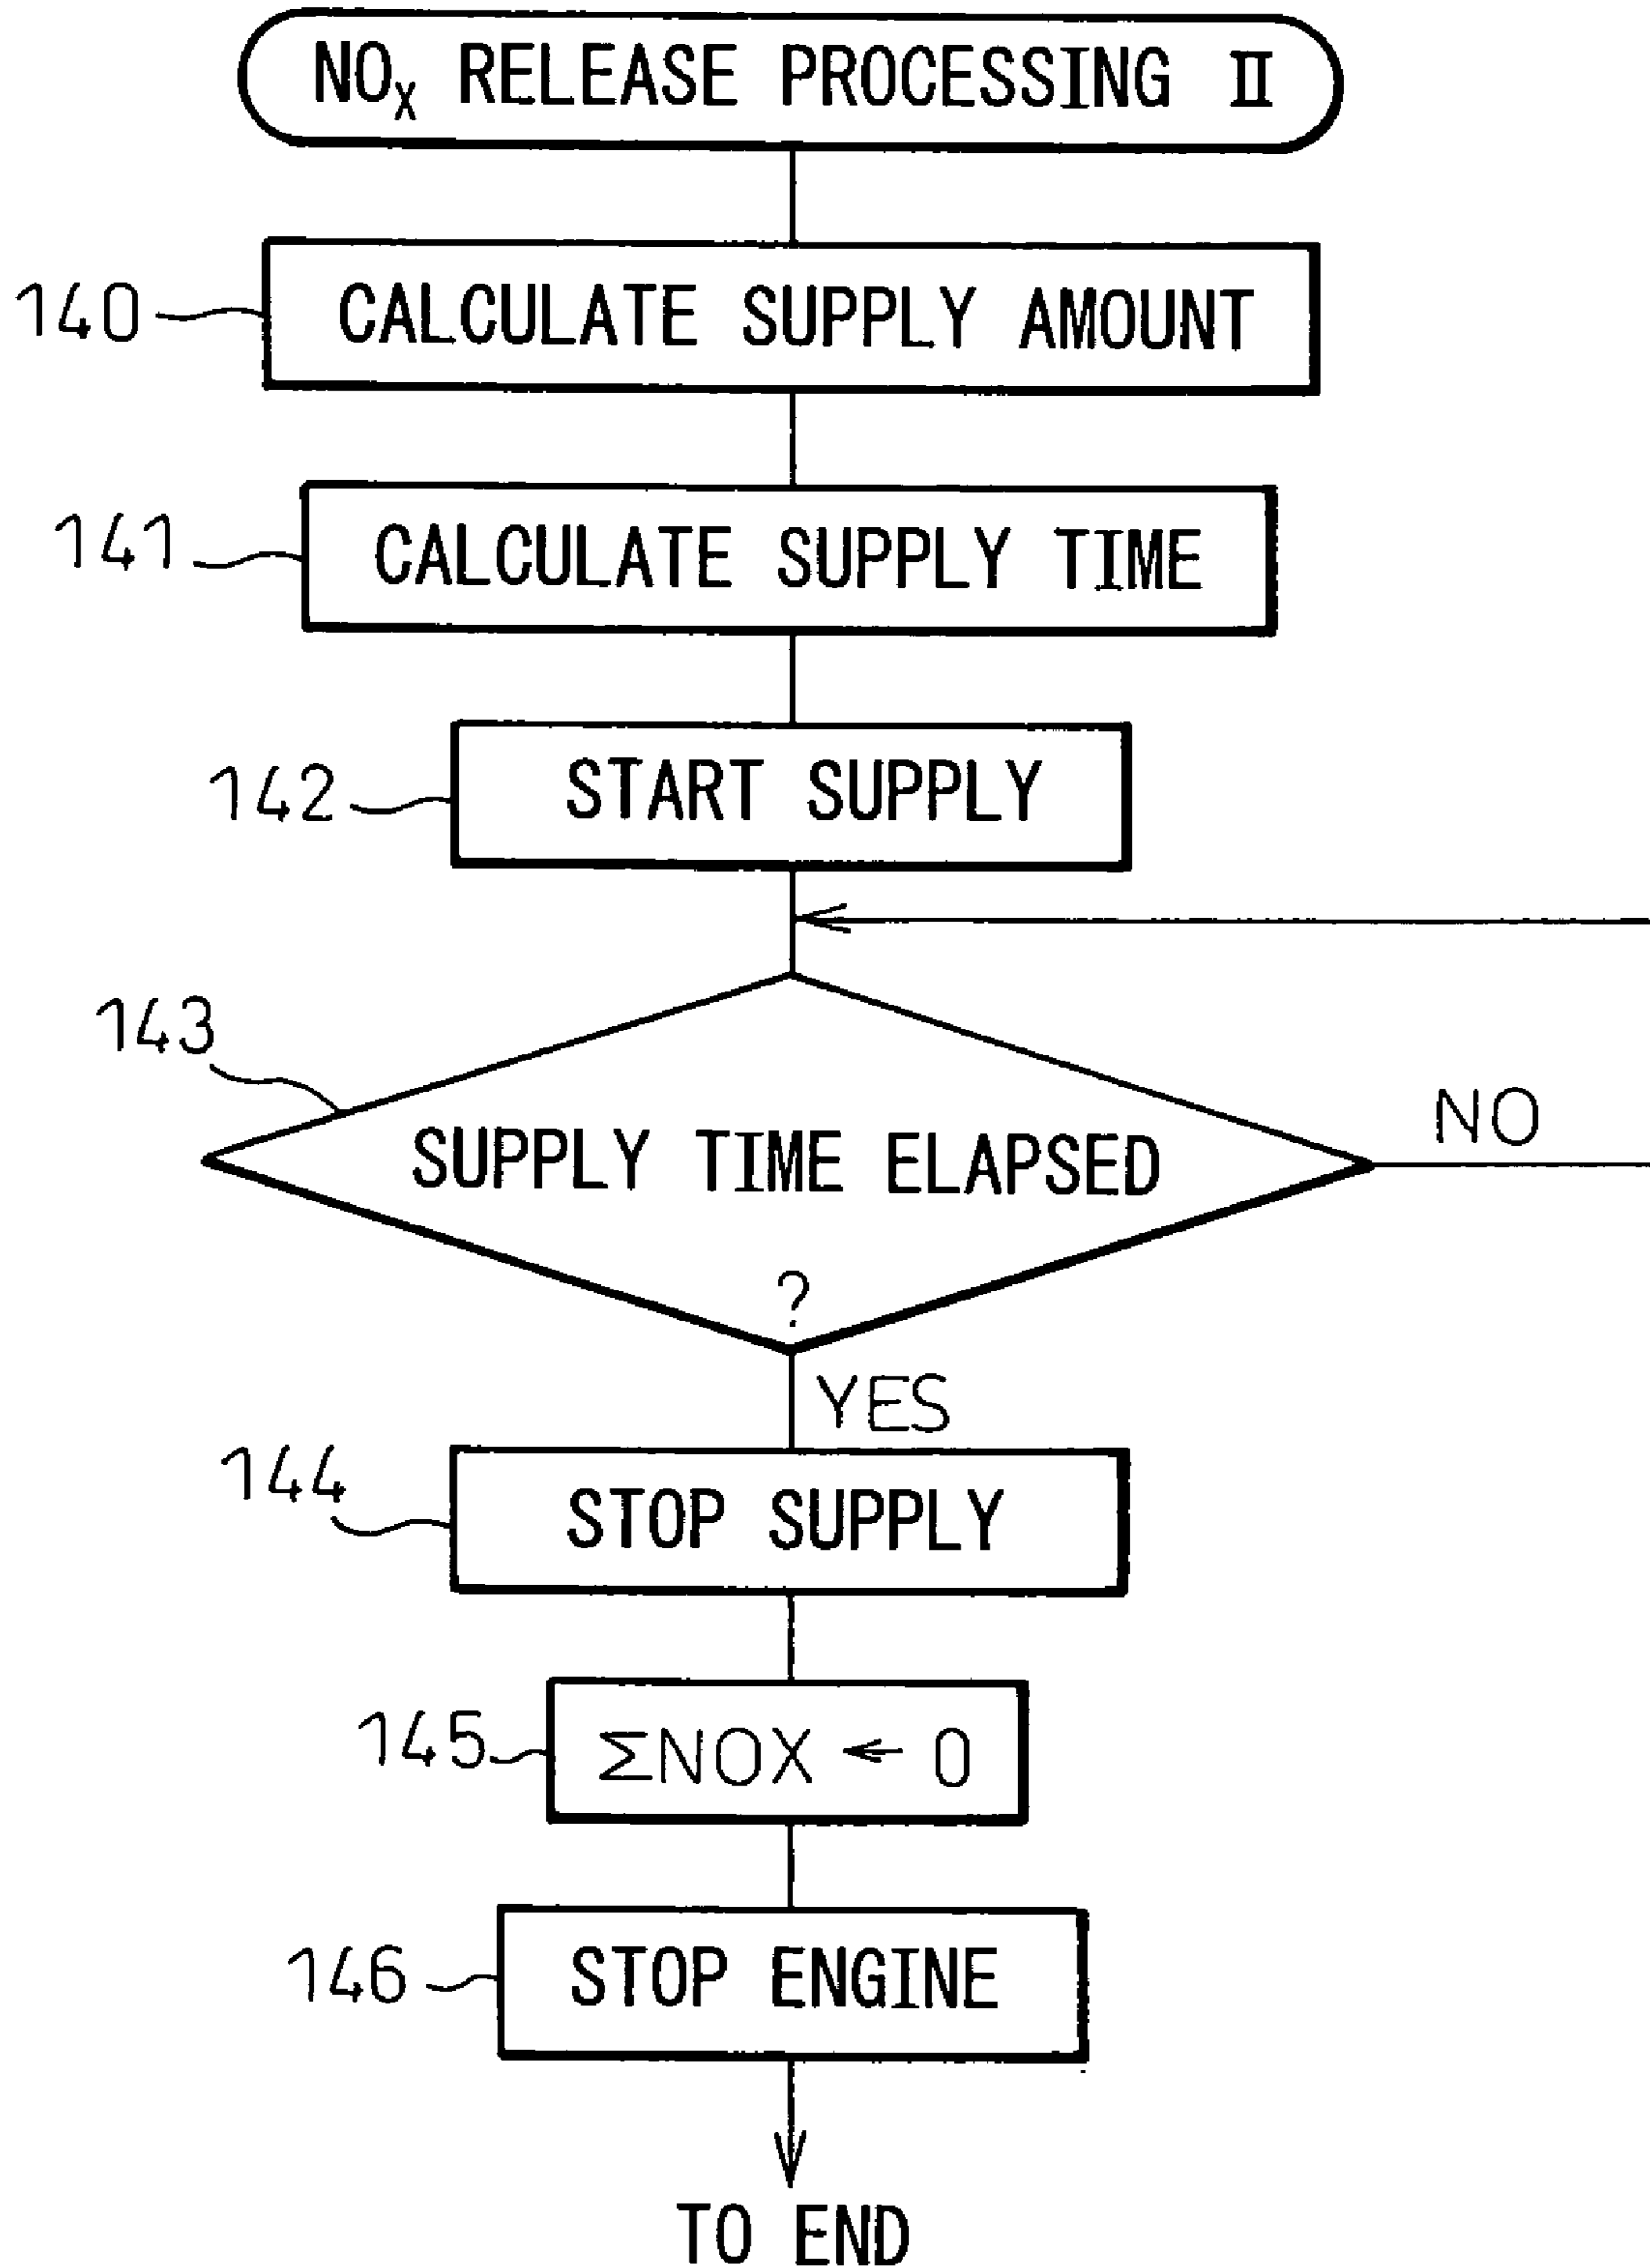 NOx RELEASE PROCESSING II
140 CALCULATE SUPPLY AMOUNT
141 CALCULATE SUPPLY TIME
142 START SUPPLY
143
SUPPLY TIME ELAPSED
NO
?
YES
144 STOP SUPPLY
145 ΣNOX ← 0
146 STOP ENGINE
TO END